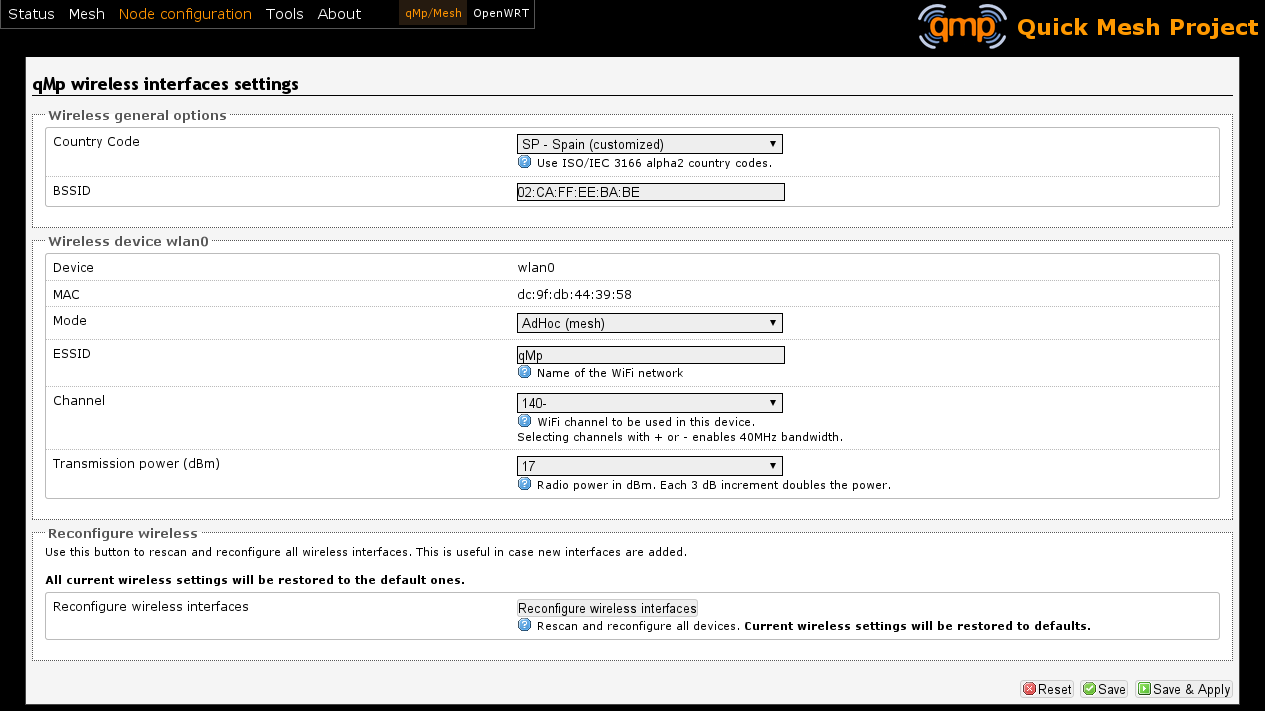 Status Mesh Node configuration Tools About qMp/Mesh OpenWRT
qmp Quick Mesh Project
qMp wireless interfaces settings
Wireless general options
Country Code SP - Spain (customized)
Use ISO/IEC 3166 alpha2 country codes.
BSSID 02:CA:FF:EE:BA:BE
Wireless device wlan0
Device wlan0
MAC dc:9f:db:44:39:58
Mode AdHoc (mesh)
ESSID qMp
Name of the WiFi network
Channel 140-
WiFi channel to be used in this device.
Selecting channels with + or - enables 40MHz bandwidth.
Transmission power (dBm) 17
Radio power in dBm. Each 3 dB increment doubles the power.
Reconfigure wireless
Use this button to rescan and reconfigure all wireless interfaces. This is useful in case new interfaces are added.
All current wireless settings will be restored to the default ones.
Reconfigure wireless interfaces Reconfigure wireless interfaces
Rescan and reconfigure all devices. Current wireless settings will be restored to defaults.
Reset Save Save & Apply